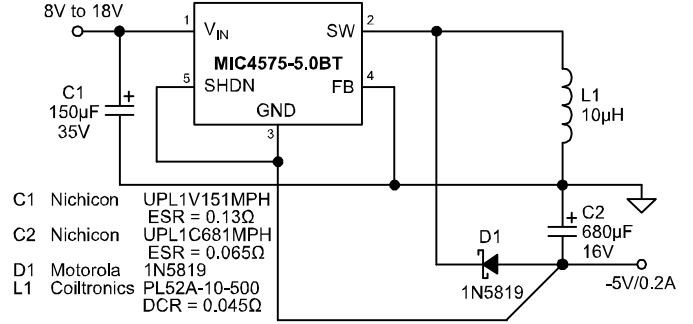 8V to 18V
1
VIN
SW
2
MIC4575-5.0BT
5
SHDN
FB
4
GND
3
C1
150µF
35V
+
L1
10µH
C1 Nichicon UPL1V151MPH
ESR = 0.13Ω
C2 Nichicon UPL1C681MPH
ESR = 0.065Ω
D1 Motorola 1N5819
L1 Coiltronics PL52A-10-500
DCR = 0.045Ω
+
C2
680µF
16V
D1
1N5819
-5V/0.2A